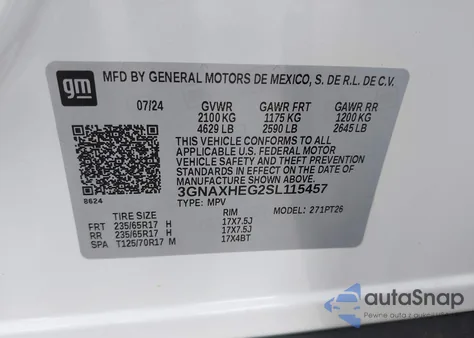 gm
MFD BY GENERAL MOTORS DE MEXICO, S. DE R.L. DE C.V.
07/24 GVWR GAWR FRT GAWR RR
2100 KG 1175 KG 1200 KG
4629 LB 2590 LB 2645 LB
THIS VEHICLE CONFORMS TO ALL
APPLICABLE U.S. FEDERAL MOTOR
VEHICLE SAFETY AND THEFT PREVENTION
STANDARDS IN EFFECT ON THE DATE OF
MANUFACTURE SHOWN ABOVE.
3GNAXHEG2SL115457
8624 TYPE: MPV
TIRE SIZE RIM MODEL: 271PT26
FRT 235/65R17 H 17X7.5J
RR 235/65R17 H 17X7.5J
SPA T125/70R17 M 17X4BT
autaSnap
Pewne auta z